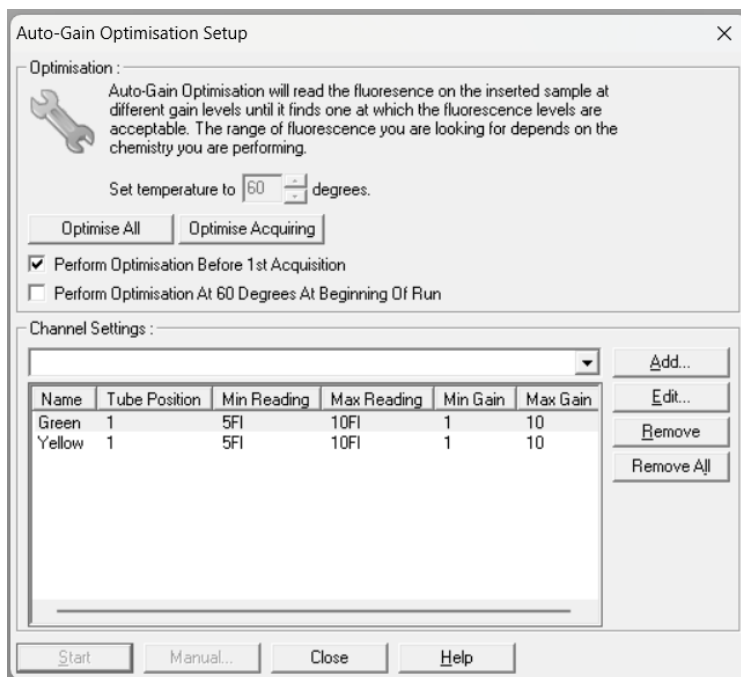 Auto-Gain Optimisation Setup
Optimisation :
Auto-Gain Optimisation will read the fluoresence on the inserted sample at
different gain levels until it finds one at which the fluorescence levels are
acceptable. The range of fluorescence you are looking for depends on the
chemistry you are performing.
Set temperature to 60 degrees.
Optimise All Optimise Acquiring
Perform Optimisation Before 1st Acquisition
Perform Optimisation At 60 Degrees At Beginning Of Run
Channel Settings :
Add...
Name Tube Position Min Reading Max Reading Min Gain Max Gain Edit...
Green 1 5Fl 10Fl 1 10
Remove
Yellow 1 5Fl 10Fl 1 10
Remove All
Start Manual... Close Help